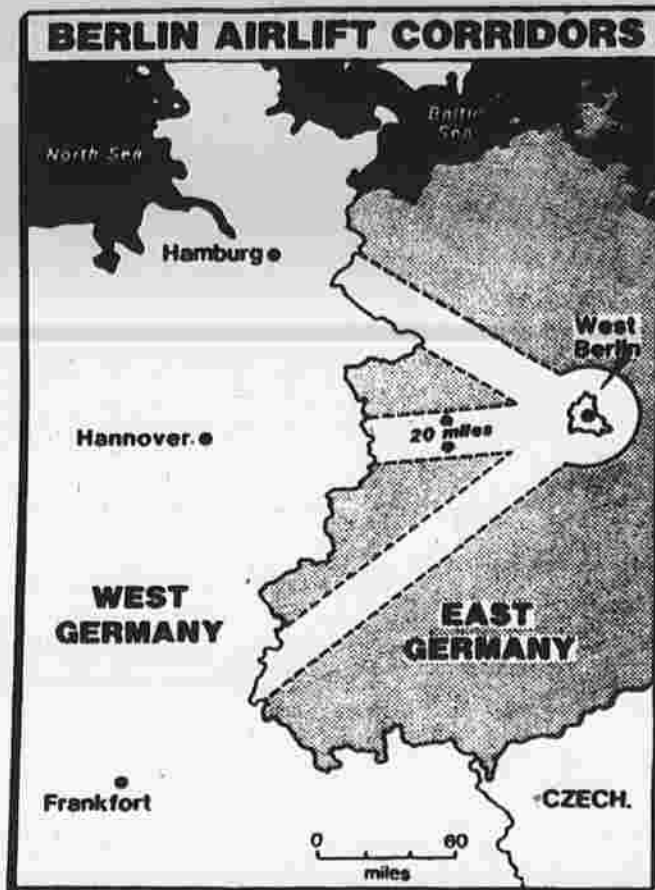 BERLIN AIRLIFT CORRIDORS
North Sea
Baltic
Sea
Hamburg
West
Berlin
Hannover
20 miles
WEST
GERMANY
EAST
GERMANY
Frankfort
CZECH.
0 60
miles